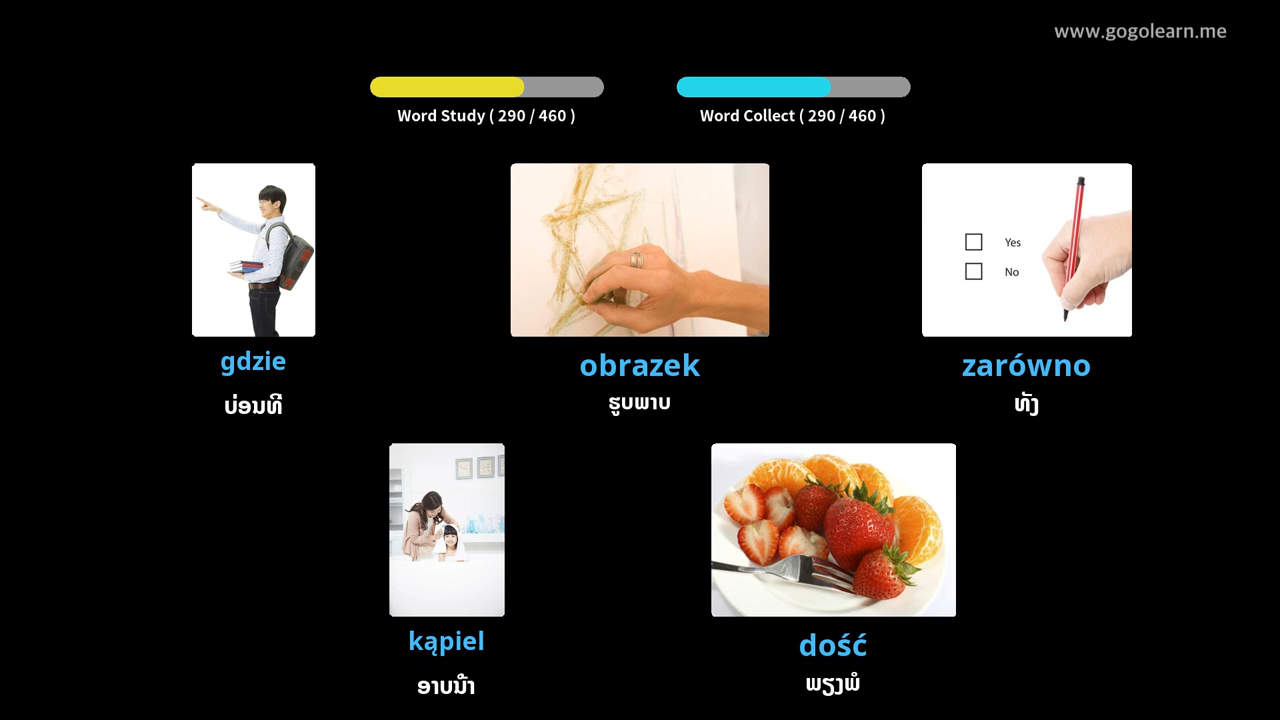 www.gogolearn.me
Word Study ( 290 / 460 )
Word Collect ( 290 / 460 )
Yes
No
gdzie
obrazek
zarówno
ບ່ອນທີ
ຮູບພາບ
ທັງ
kąpiel
dość
ອາບນ້ຳ
ພຽງພໍ